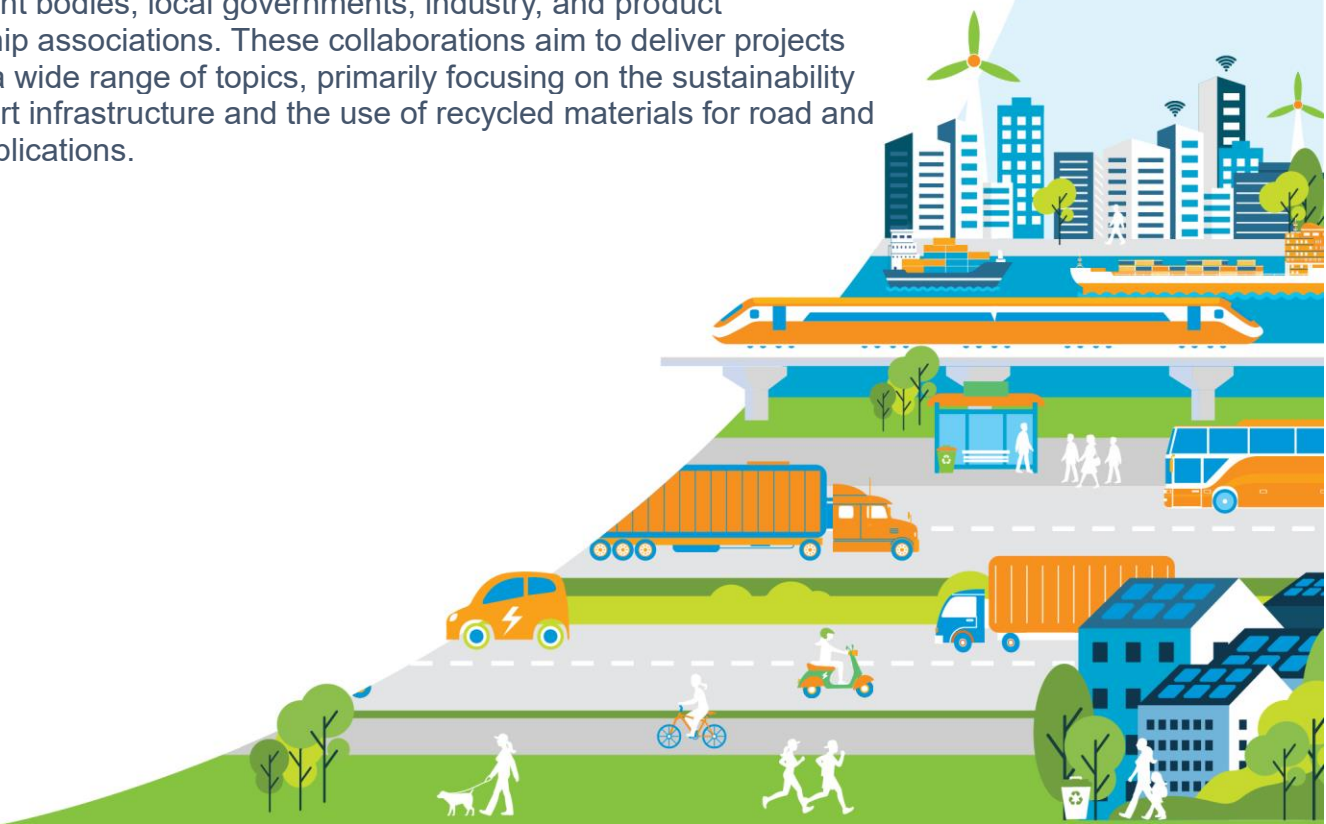 nt bodies, local governments, industry, and product
ip associations. These collaborations aim to deliver projects
a wide range of topics, primarily focusing on the sustainability
rt infrastructure and the use of recycled materials for road and
plications.